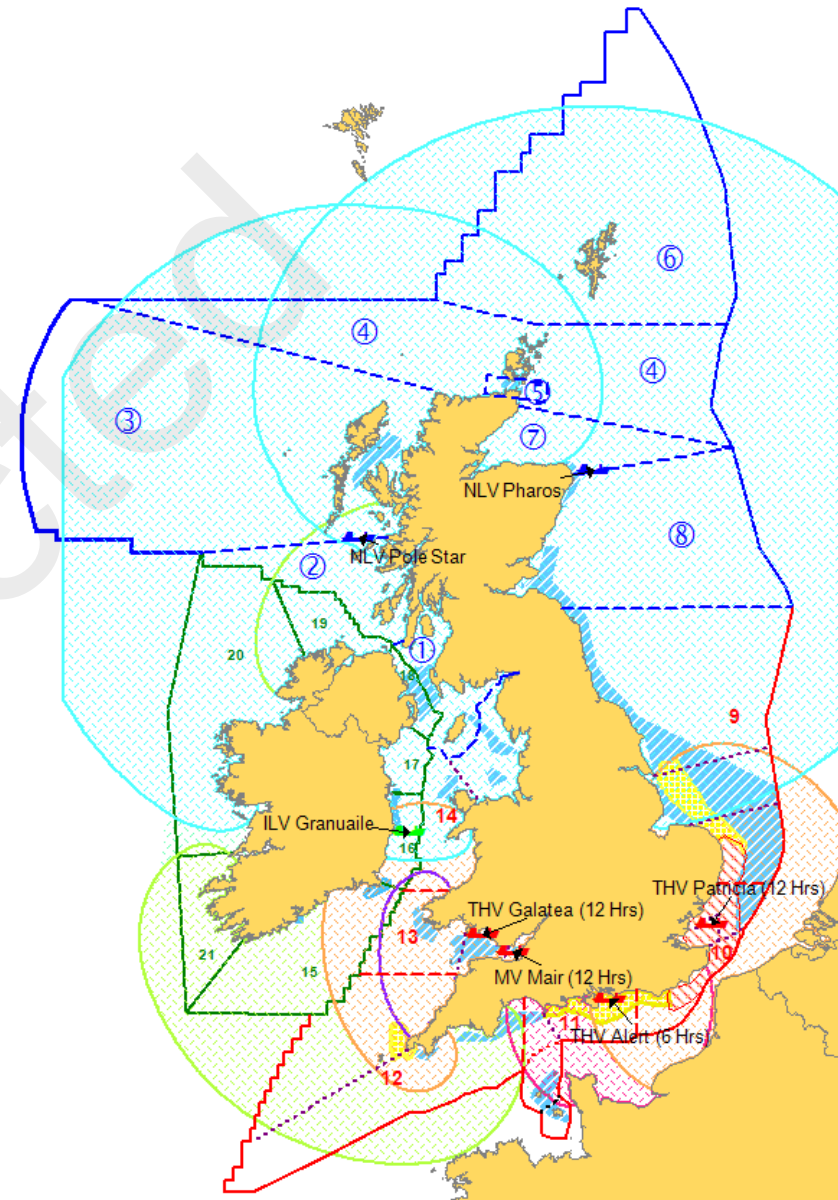 6
4
4
5
3
7
NLV Pharos
8
NLV Pole Star
2
19
20
1
18
9
17
14
ILV Granuaile
16
THV Patricia (12 Hrs)
THV Galatea (12 Hrs)
13
10
MV Mair (12 Hrs)
21
15
11
THV Alert (6 Hrs)
12
cted